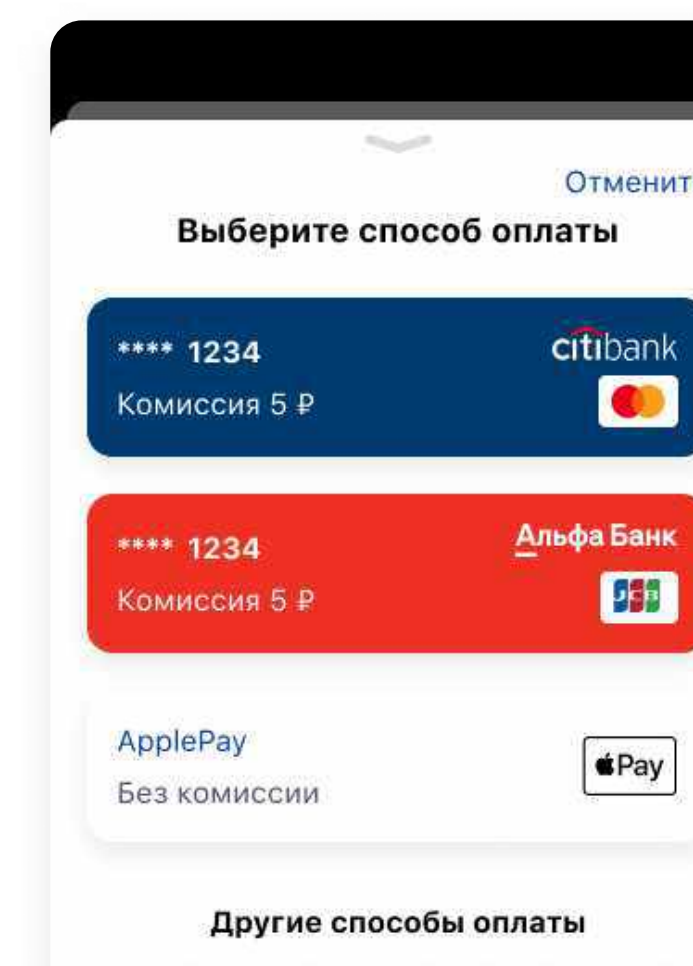 Отменит
Выберите способ оплаты
**** 1234
citibank
Комиссия 5 ₽
**** 1234
Альфа Банк
Комиссия 5 ₽
JCB
ApplePay
Pay
Без комиссии
Другие способы оплаты